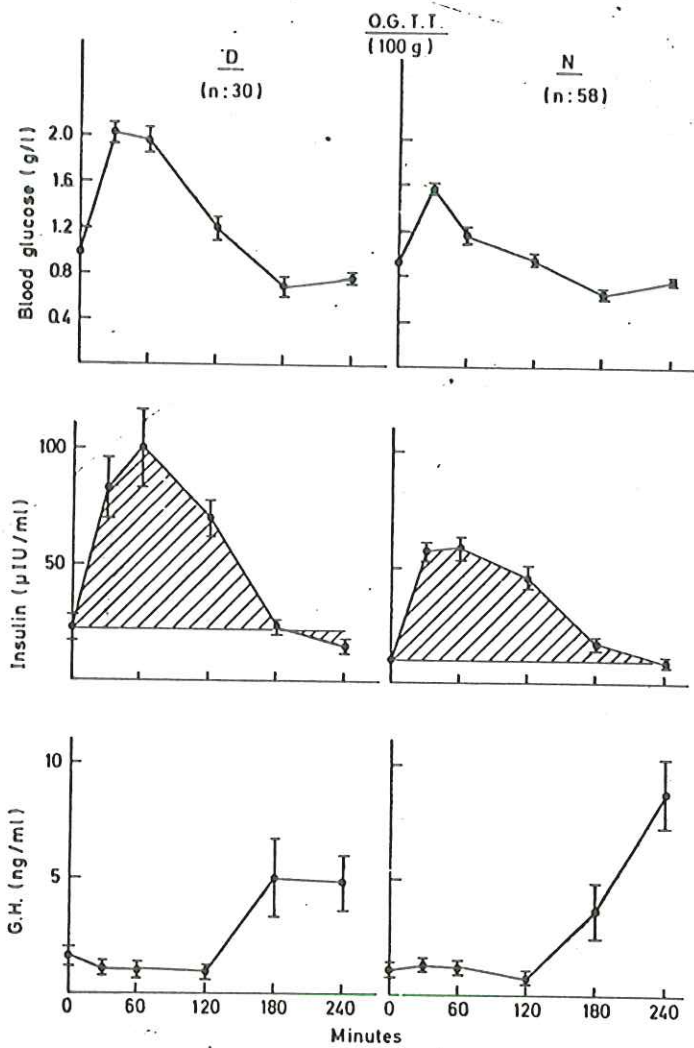 O.G.T.T.
(100 g)
D
(n:30)
N
(n:58)
Blood glucose (g/l)
2.0
1.6
1.2
0.8
0.4
Insulin (µIU/ml)
100
50
G.H. (ng/ml)
10
5
0 60 120 180 240
0 60 120 180 240
Minutes